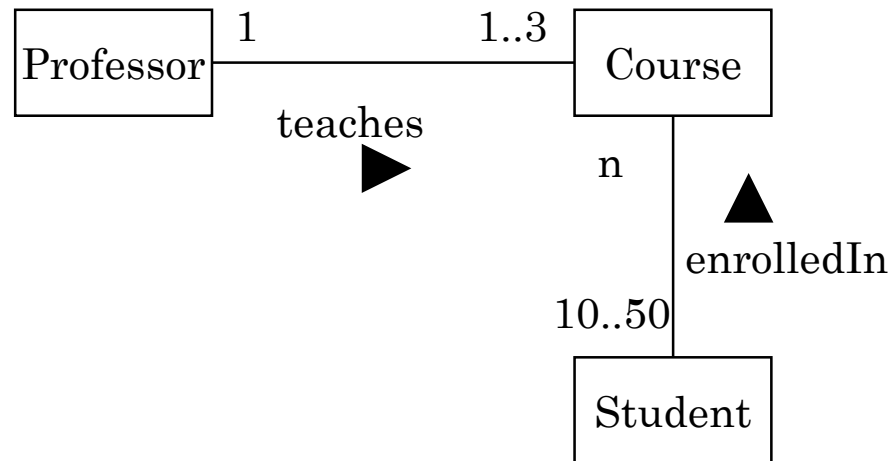 1
1..3
Professor
Course
teaches
n
enrolledIn
10..50
Student